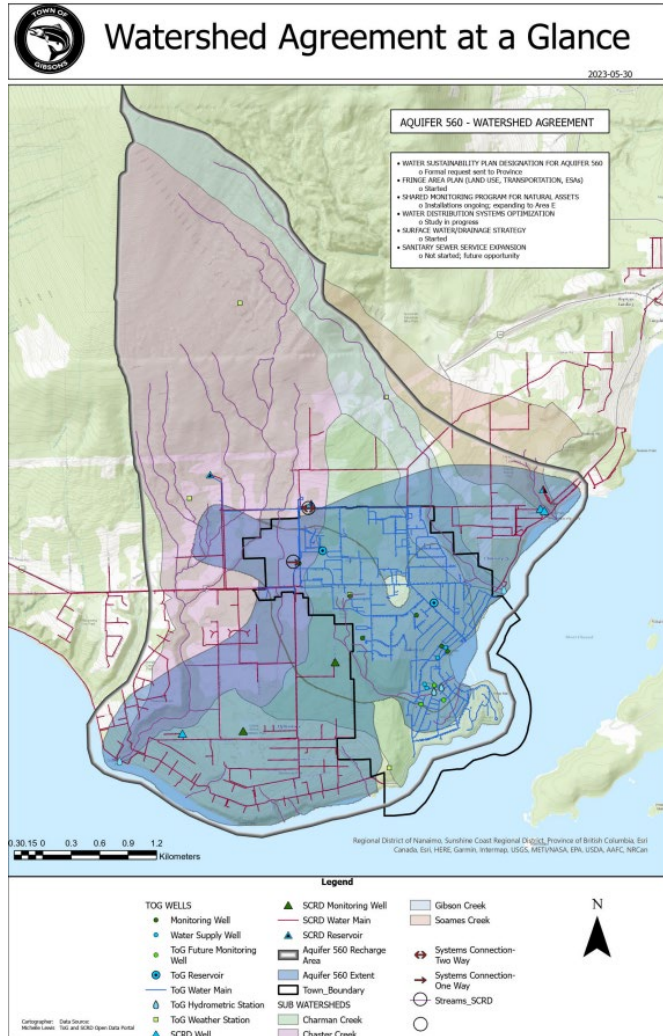 TOWN OF
GIBSONS
Watershed Agreement at a Glance
2023-05-30
AQUIFER 560 - WATERSHED AGREEMENT
• WATER SUSTAINABILITY PLAN DESIGNATION FOR AQUIFER 560
o Formal request sent to Province
• FRINGE AREA PLAN (LAND USE, TRANSPORTATION, ESAs)
o Started
• SHARED MONITORING PROGRAM FOR NATURAL ASSETS
o Installations ongoing; expanding to Area E
• WATER DISTRIBUTION SYSTEMS OPTIMIZATION
o Study in progress
• SURFACE WATER/DRAINAGE STRATEGY
o Started
• SANITARY SEWER SERVICE EXPANSION
o Not started; future opportunity
0.30.15 0 0.3 0.6 0.9 1.2
Kilometers
Regional District of Nanaimo, Sunshine Coast Regional District, Province of British Columbia, Esri
Canada, Esri, HERE, Garmin, Intermap, USGS, METI/NASA, EPA, USDA, AAFC, NRCan
Legend
TOG WELLS
Monitoring Well
Water Supply Well
ToG Future Monitoring
Well
ToG Reservoir
ToG Water Main
ToG Hydrometric Station
ToG Weather Station
SCRD Well
SCRD Monitoring Well
SCRD Water Main
SCRD Reservoir
Aquifer 560 Recharge
Area
Aquifer 560 Extent
Town_Boundary
SUB WATERSHEDS
Charman Creek
Chaster Creek
Gibson Creek
Soames Creek
N
Systems Connection-
Two Way
Systems Connection-
One Way
Streams_SCRD
Cartographer: Data Source:
Michelle Lewis ToG and SCRD Open Data Portal